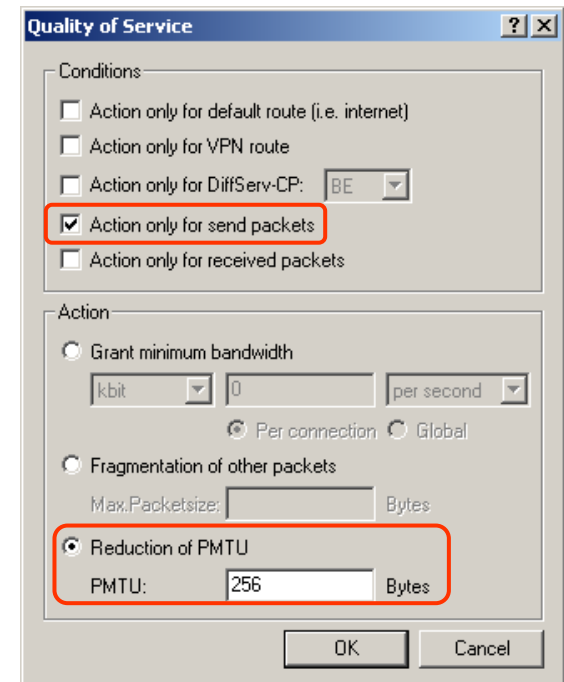 Quality of Service
Conditions
Action only for default route (i.e. internet)
Action only for VPN route
Action only for DiffServ-CP: BE
Action only for send packets
Action only for received packets
Action
Grant minimum bandwidth
kbit 0 per second
Per connection Global
Fragmentation of other packets
Max.Packetsize: Bytes
Reduction of PMTU
PMTU: 256 Bytes
OK Cancel